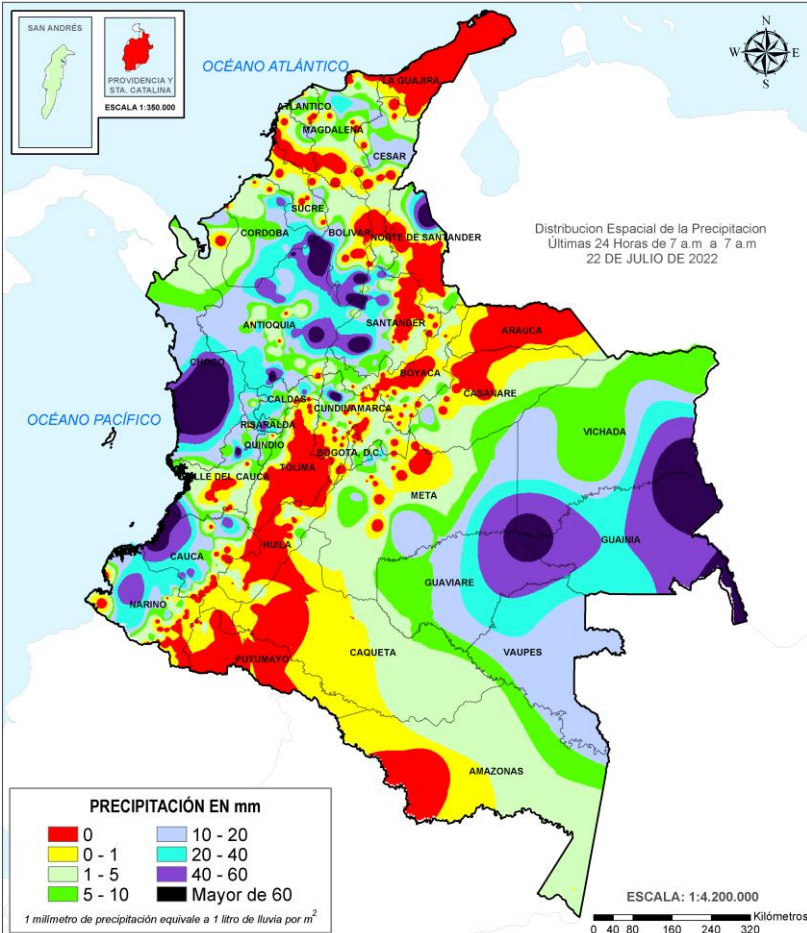 SAN ANDRÉS
PROVIDENCIA Y
STA. CATALINA
ESCALA 1:350.000
OCÉANO ATLÁNTICO
N
W
E
S
LA GUAJIRA
ATLANTICO
MAGDALENA
CESAR
SUCRE
CORDOBA
BOLIVAR
NORTE DE SANTANDER
Distribucion Espacial de la Precipitacion
Últimas 24 Horas de 7 a.m a 7 a.m
22 DE JULIO DE 2022
ANTIOQUIA
SANTANDER
ARAUCA
CHOCO
BOYACA
CASANARE
CALDAS
CUNDINAMARCA
OCÉANO PACÍFICO
RISARALDA
VICHADA
QUINDIO
BOGOTA, D.C.
TOLIMA
VALLE DEL CAUCA
META
HUILA
GUAINIA
CAUCA
GUAVIARE
NARIÑO
CAQUETA
VAUPES
PUTUMAYO
AMAZONAS
PRECIPITACIÓN EN mm
0
0 - 1
1 - 5
5 - 10
10 - 20
20 - 40
40 - 60
Mayor de 60
1 milímetro de precipitación equivale a 1 litro de lluvia por m²
ESCALA: 1:4.200.000
Kilómetros
0 40 80 160 240 320